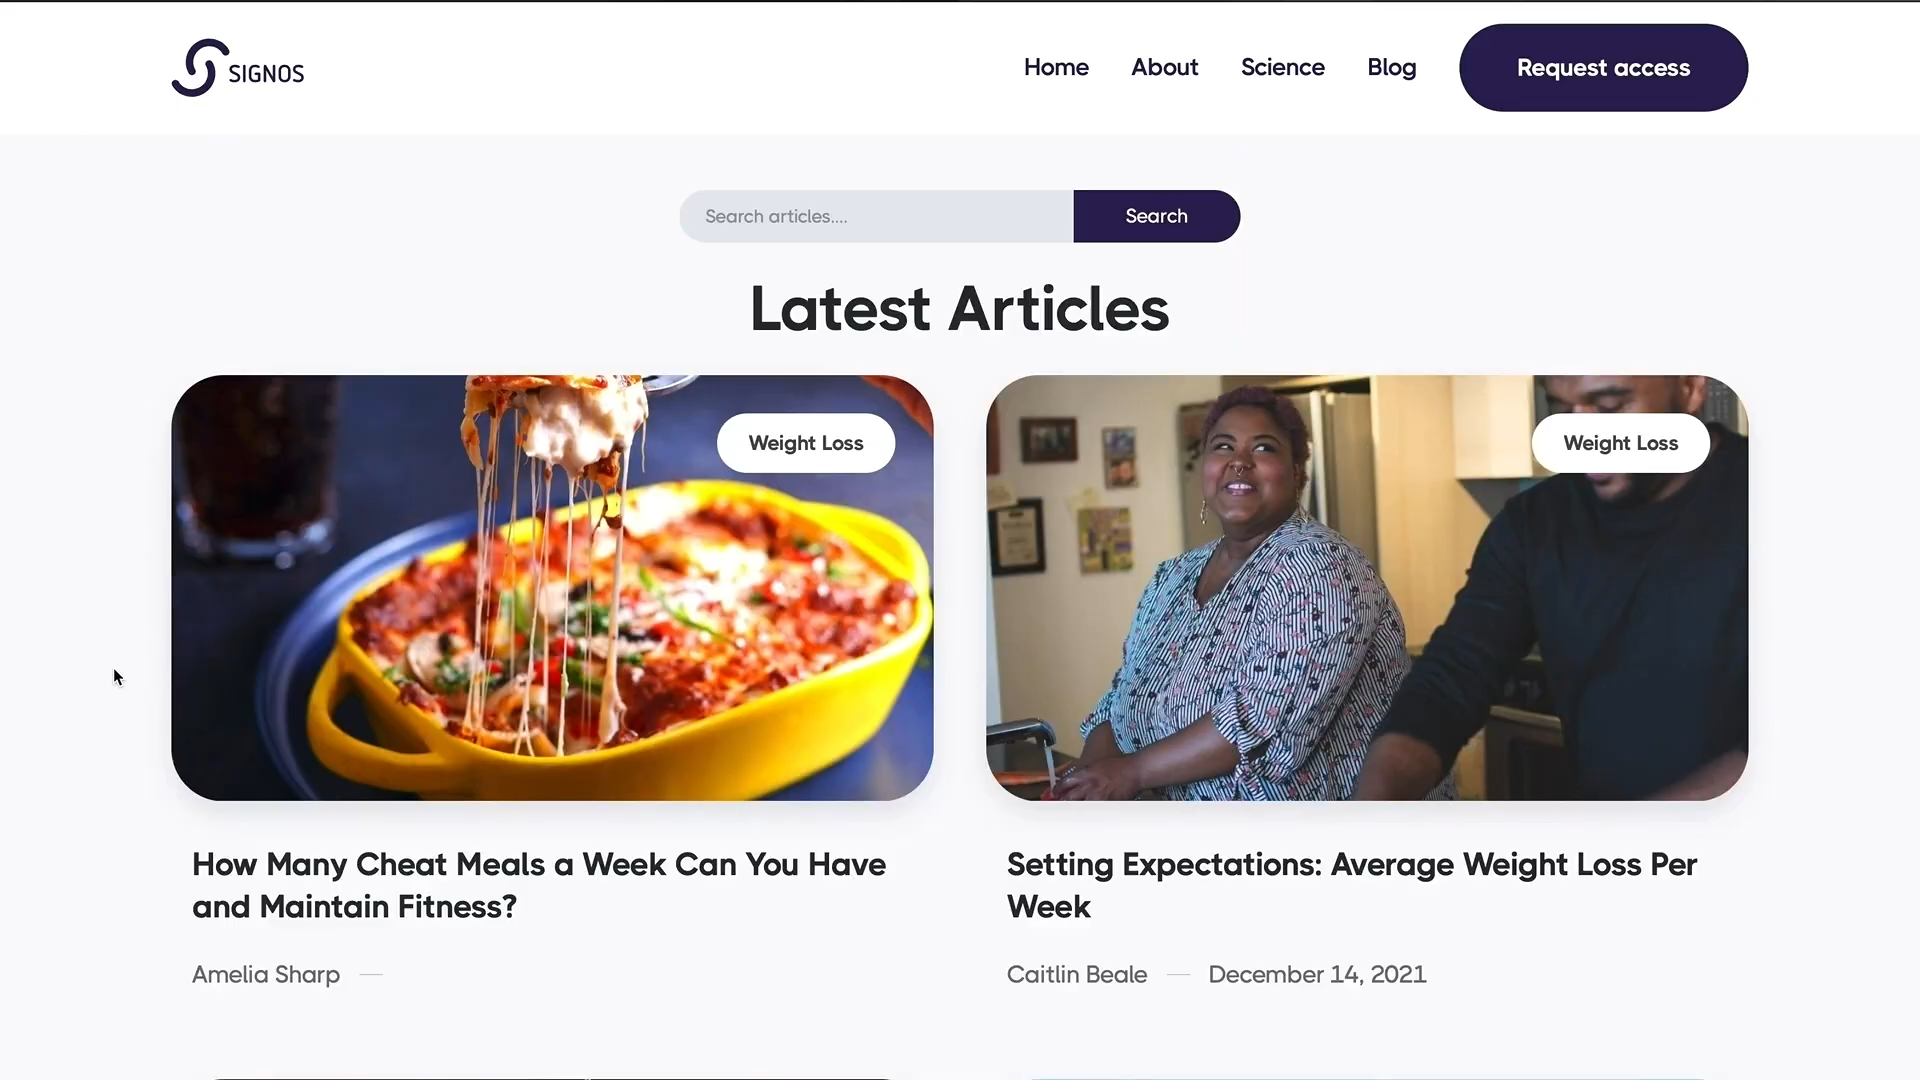 SIGNOS
Home
About
Science
Blog
Request access
Search articles....
Search
Latest Articles
Weight Loss
Weight Loss
How Many Cheat Meals a Week Can You Have
and Maintain Fitness?
Amelia Sharp —
Setting Expectations: Average Weight Loss Per
Week
Caitlin Beale — December 14, 2021